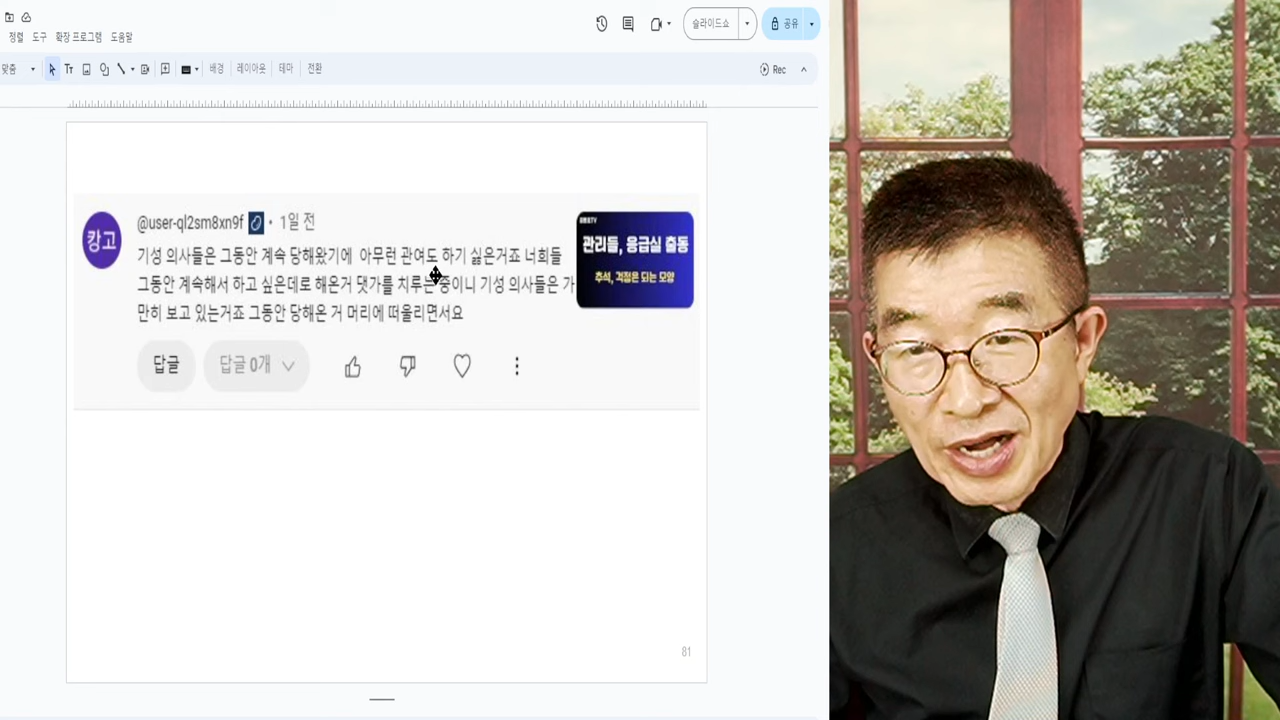 정렬 도구 확장 프로그램 도움말
슬라이드쇼
공유
맞춤
배경 레이아웃 테마 전환
Rec
캉고
@user-ql2sm8xn9f • 1일 전
기성 의사들은 그동안 계속 당해왔기에 아무런 관여도 하기 싫은거죠 너희들
그동안 계속해서 하고 싶은데로 해온거 댓가를 치루는 중이니 기성 의사들은 가
만히 보고 있는거죠 그동안 당해온 거 머리에 떠올리면서요
관리들, 응급실 출동
추석, 걱정은 되는 모양
답글
답글 0개
81